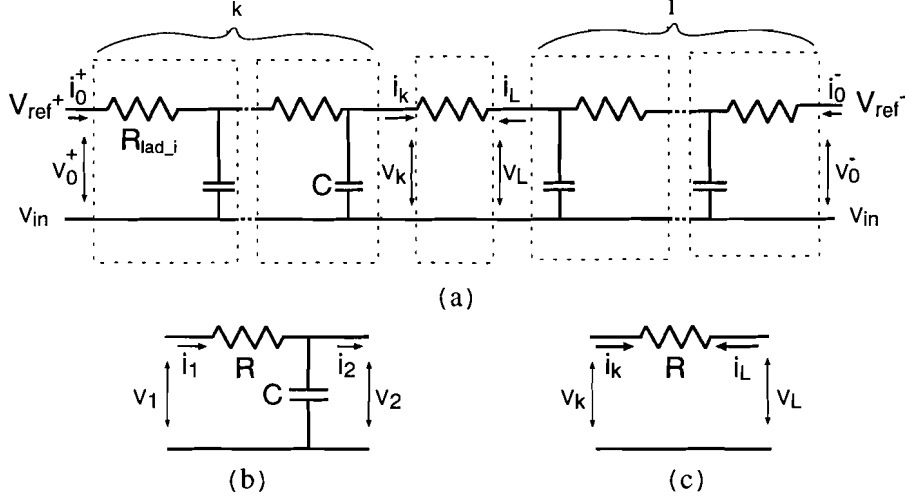 k
l
V_ref+ i_0^+ i_k i_L i_0^- V_ref-
R_lad_i
v_0^+ C v_k v_L v_0^-
v_in v_in
(a)
i_1 R i_2 i_k R i_L
v_1 C v_2 v_k v_L
(b) (c)